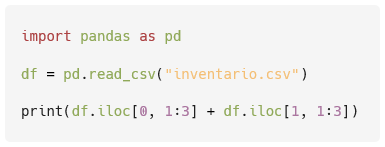 import pandas as pd
df = pd.read_csv("inventario.csv")
print(df.iloc[0, 1:3] + df.iloc[1, 1:3])